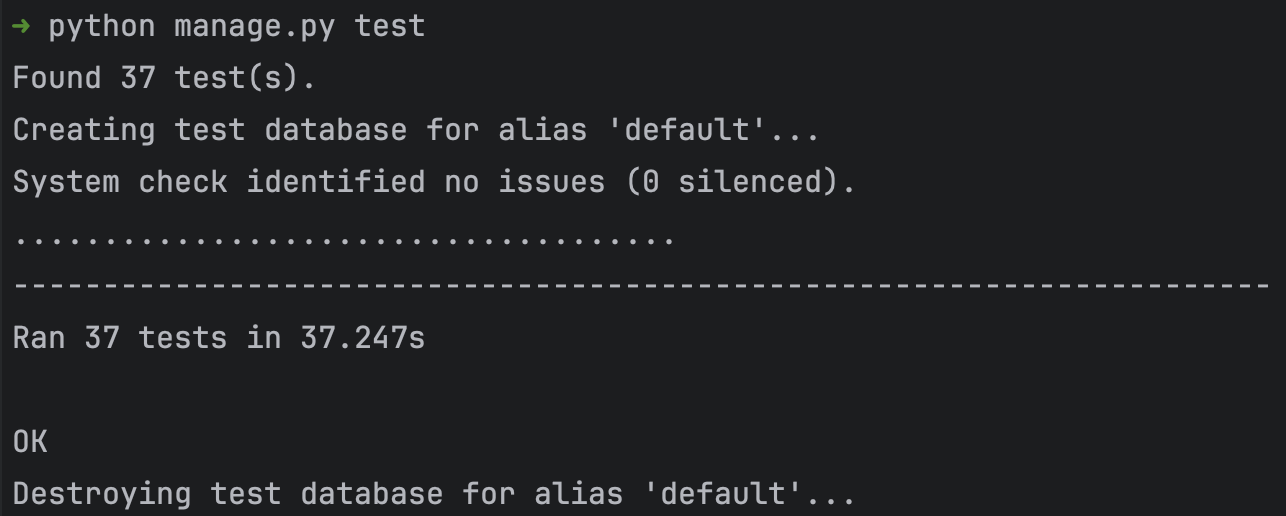 ➜ python manage.py test
Found 37 test(s).
Creating test database for alias 'default'...
System check identified no issues (0 silenced).
.....................................
----------------------------------------------------------------------
Ran 37 tests in 37.247s

OK
Destroying test database for alias 'default'...